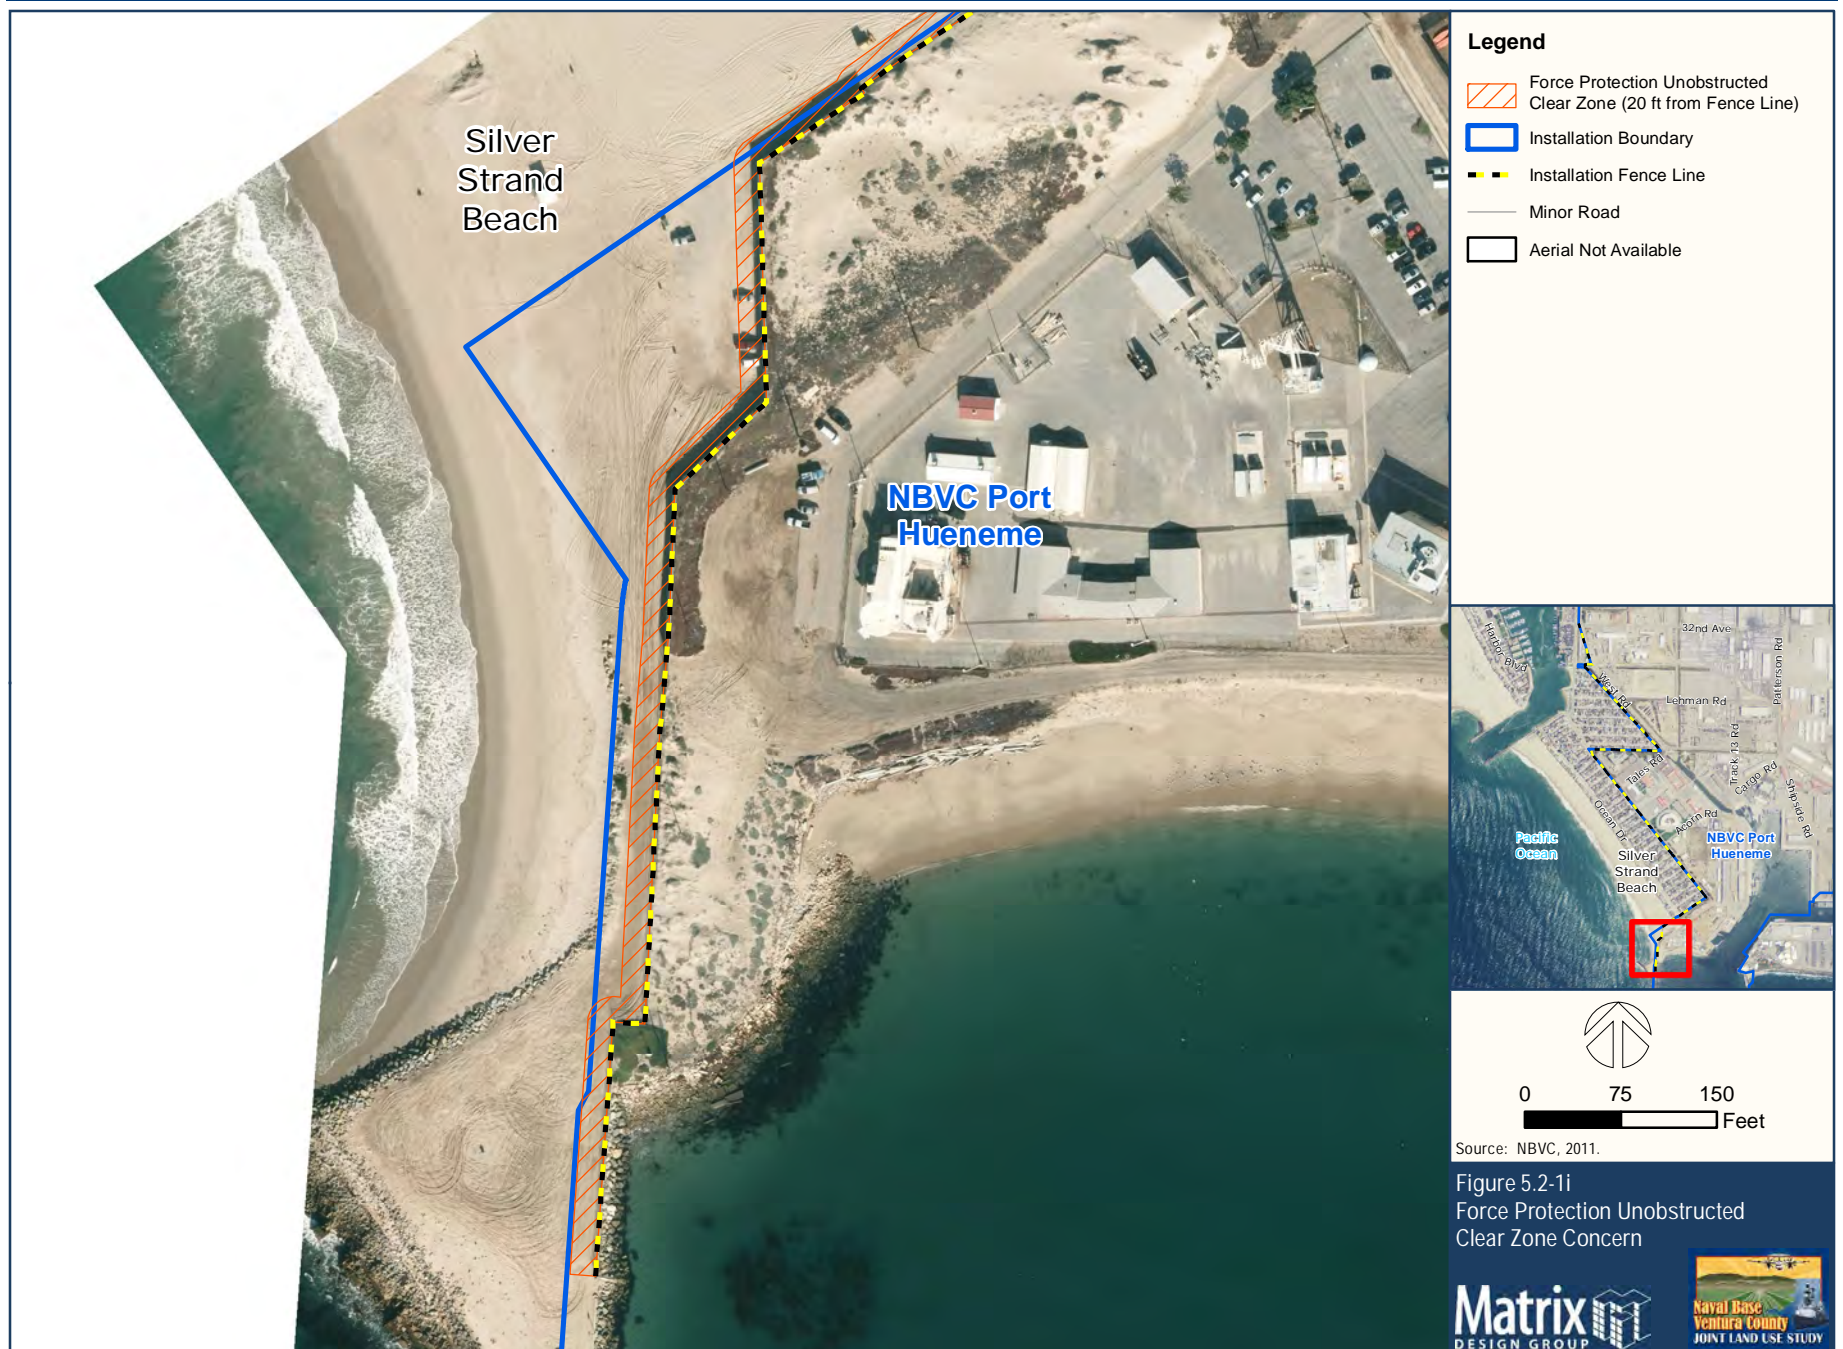 Silver
Strand
Beach
NBVC Port
Hueneme
Legend
Force Protection Unobstructed
Clear Zone (20 ft from Fence Line)
Installation Boundary
Installation Fence Line
Minor Road
Aerial Not Available
32nd Ave
Harbor Blvd
Patterson Rd
West Rd
Lehman Rd
Track 13 Rd
Tales Rd
Cargo Rd
Shipside Rd
Ocean Dr
Acorn Rd
Pacific
Ocean
NBVC Port
Hueneme
Silver
Strand
Beach
0 75 150
Feet
Source: NBVC, 2011.
Figure 5.2-1i
Force Protection Unobstructed
Clear Zone Concern
Matrix
DESIGN GROUP
Naval Base
Ventura County
JOINT LAND USE STUDY